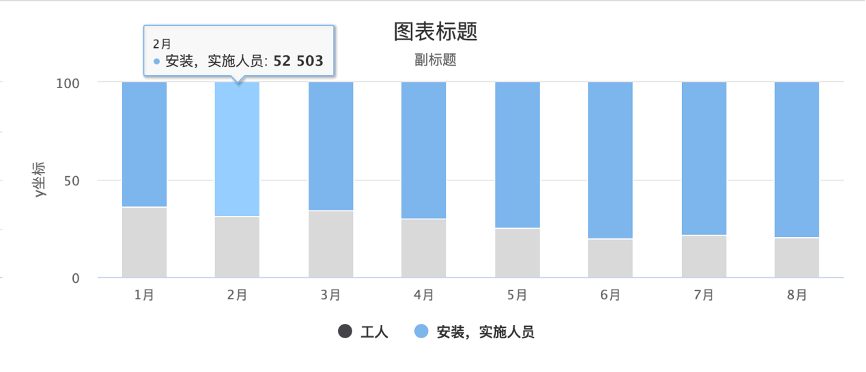 图表标题
副标题
2月
安装，实施人员: 52 503
y坐标
100
50
0
1月
2月
3月
4月
5月
6月
7月
8月
工人
安装，实施人员